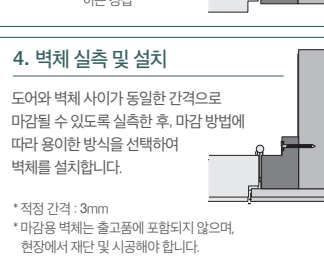 하는 방법
4. 벽체 실측 및 설치
도어와 벽체 사이가 동일한 간격으로
마감될 수 있도록 실측한 후, 마감 방법에
따라 용이한 방식을 선택하여
벽체를 설치합니다.
* 적정 간격 : 3mm
* 마감용 벽체는 출고품에 포함되지 않으며,
현장에서 재단 및 시공해야 합니다.